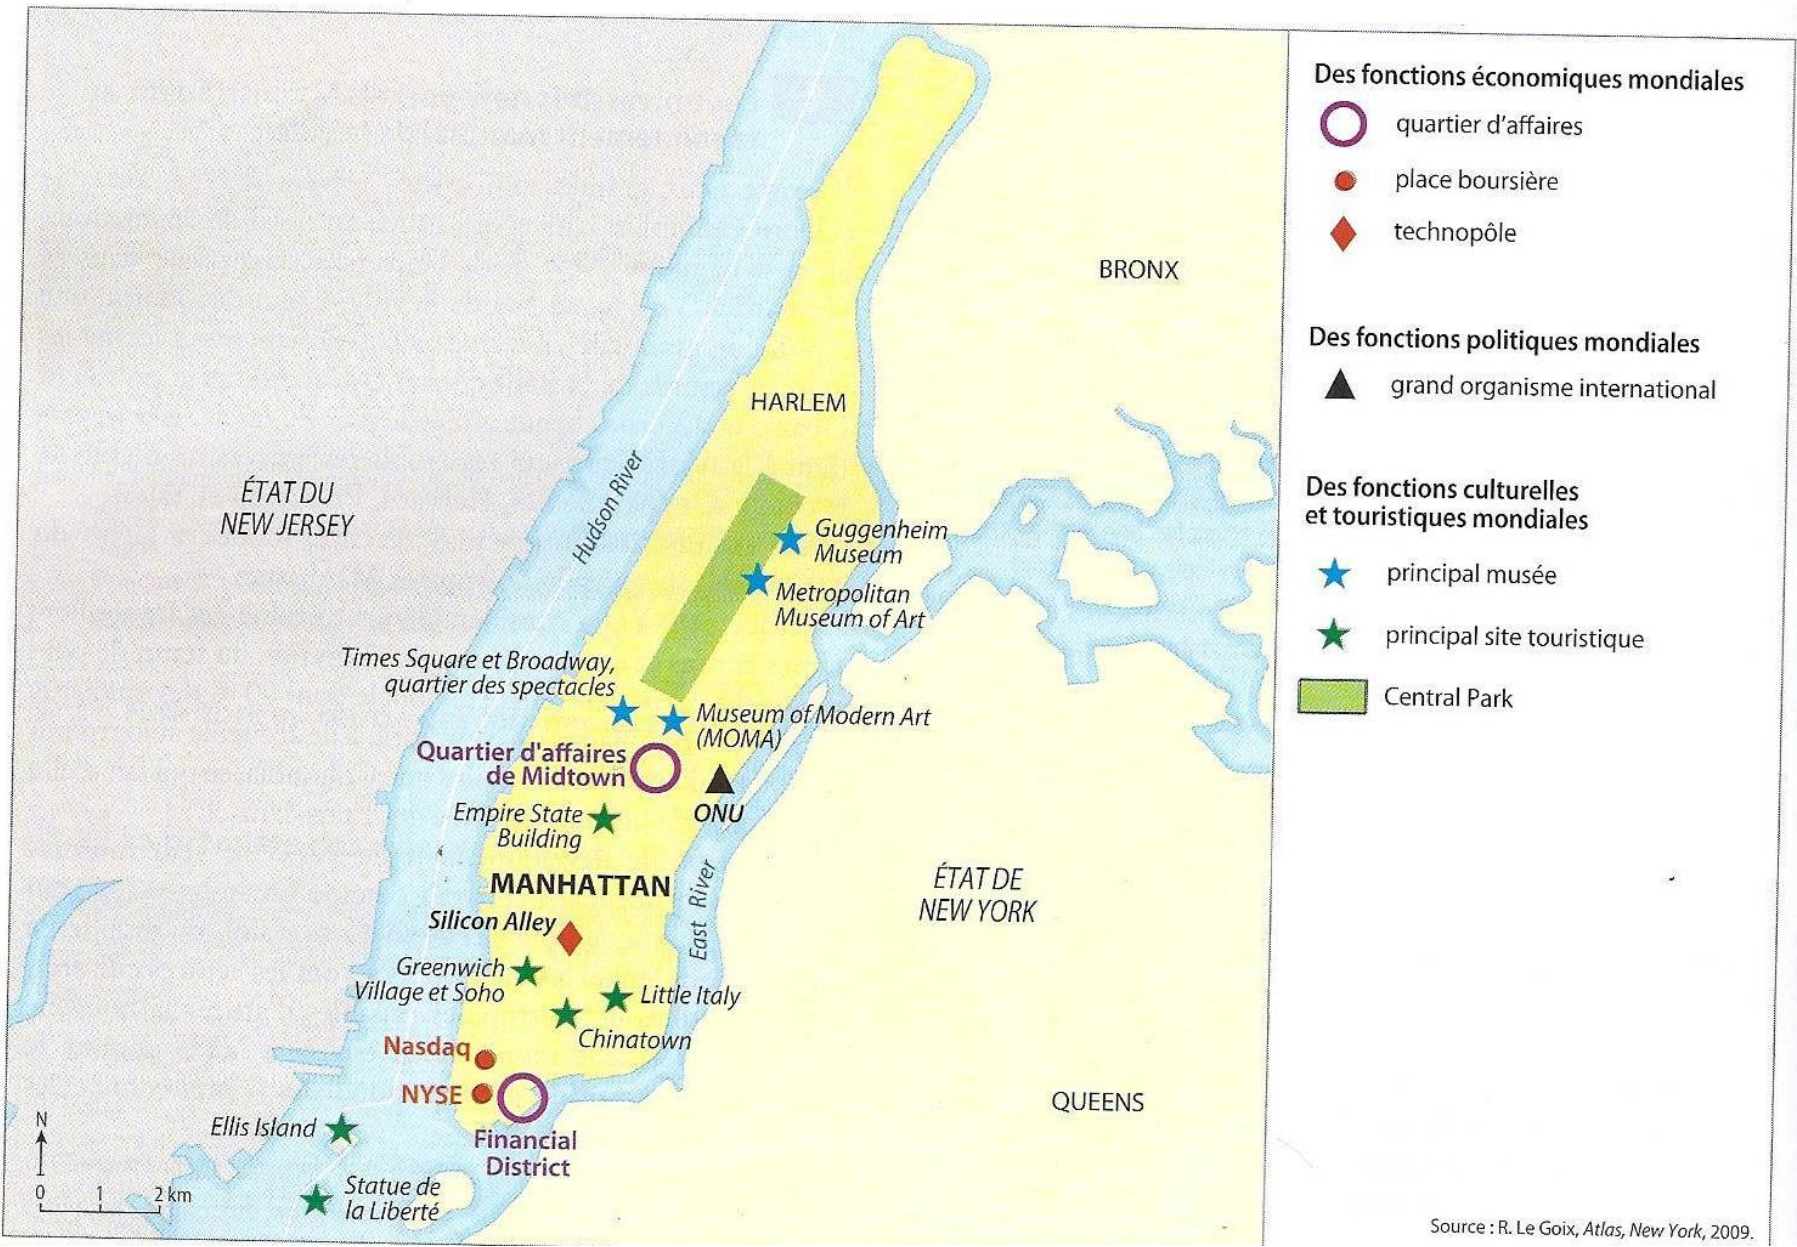 BRONX
HARLEM
Hudson River
ÉTAT DU
NEW JERSEY
Guggenheim
Museum
Metropolitan
Museum of Art
Times Square et Broadway,
quartier des spectacles
Museum of Modern Art
(MOMA)
Quartier d'affaires
de Midtown
ONU
Empire State
Building
MANHATTAN
East River
ÉTAT DE
NEW YORK
Silicon Alley
Greenwich
Village et Soho
Little Italy
Chinatown
Nasdaq
NYSE
QUEENS
Ellis Island
Financial
District
Statue de
la Liberté
N
0 1 2 km
Des fonctions économiques mondiales
quartier d'affaires
place boursière
technopôle
Des fonctions politiques mondiales
grand organisme international
Des fonctions culturelles
et touristiques mondiales
principal musée
principal site touristique
Central Park
Source : R. Le Goix, Atlas, New York, 2009.